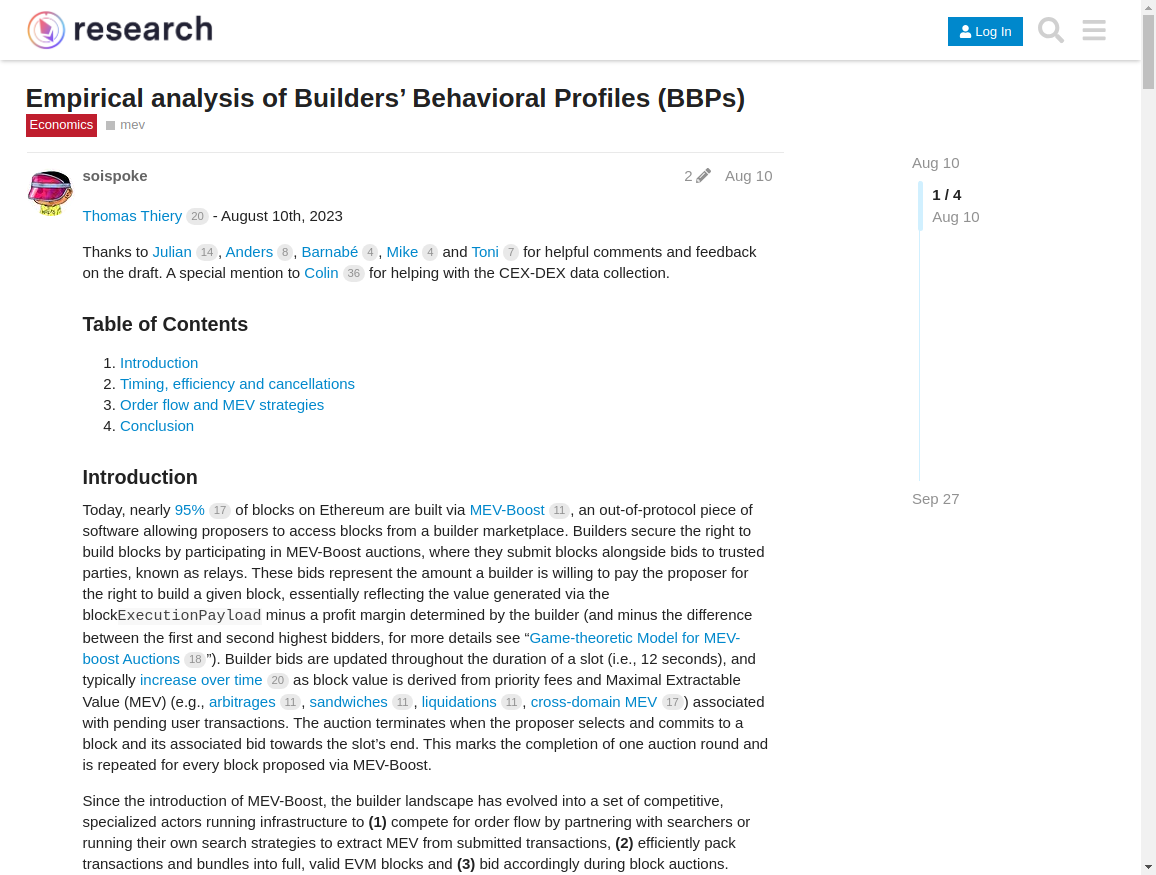 research
Log In
Empirical analysis of Builders’ Behavioral Profiles (BBPs)
Economics mev
soispoke 2 Aug 10
Thomas Thiery 20 - August 10th, 2023
Thanks to Julian 14 , Anders 8 , Barnabé 4 , Mike 4 and Toni 7 for helpful comments and feedback
on the draft. A special mention to Colin 36 for helping with the CEX-DEX data collection.
Table of Contents
1. Introduction
2. Timing, efficiency and cancellations
3. Order flow and MEV strategies
4. Conclusion
Introduction
Today, nearly 95% 17 of blocks on Ethereum are built via MEV-Boost 11 , an out-of-protocol piece of
software allowing proposers to access blocks from a builder marketplace. Builders secure the right to
build blocks by participating in MEV-Boost auctions, where they submit blocks alongside bids to trusted
parties, known as relays. These bids represent the amount a builder is willing to pay the proposer for
the right to build a given block, essentially reflecting the value generated via the
blockExecutionPayload minus a profit margin determined by the builder (and minus the difference
between the first and second highest bidders, for more details see “Game-theoretic Model for MEV-
boost Auctions 18 ”). Builder bids are updated throughout the duration of a slot (i.e., 12 seconds), and
typically increase over time 20 as block value is derived from priority fees and Maximal Extractable
Value (MEV) (e.g., arbitrages 11 , sandwiches 11 , liquidations 11 , cross-domain MEV 17 ) associated
with pending user transactions. The auction terminates when the proposer selects and commits to a
block and its associated bid towards the slot’s end. This marks the completion of one auction round and
is repeated for every block proposed via MEV-Boost.
Since the introduction of MEV-Boost, the builder landscape has evolved into a set of competitive,
specialized actors running infrastructure to (1) compete for order flow by partnering with searchers or
running their own search strategies to extract MEV from submitted transactions, (2) efficiently pack
transactions and bundles into full, valid EVM blocks and (3) bid accordingly during block auctions.
Aug 10
1 / 4
Aug 10
Sep 27